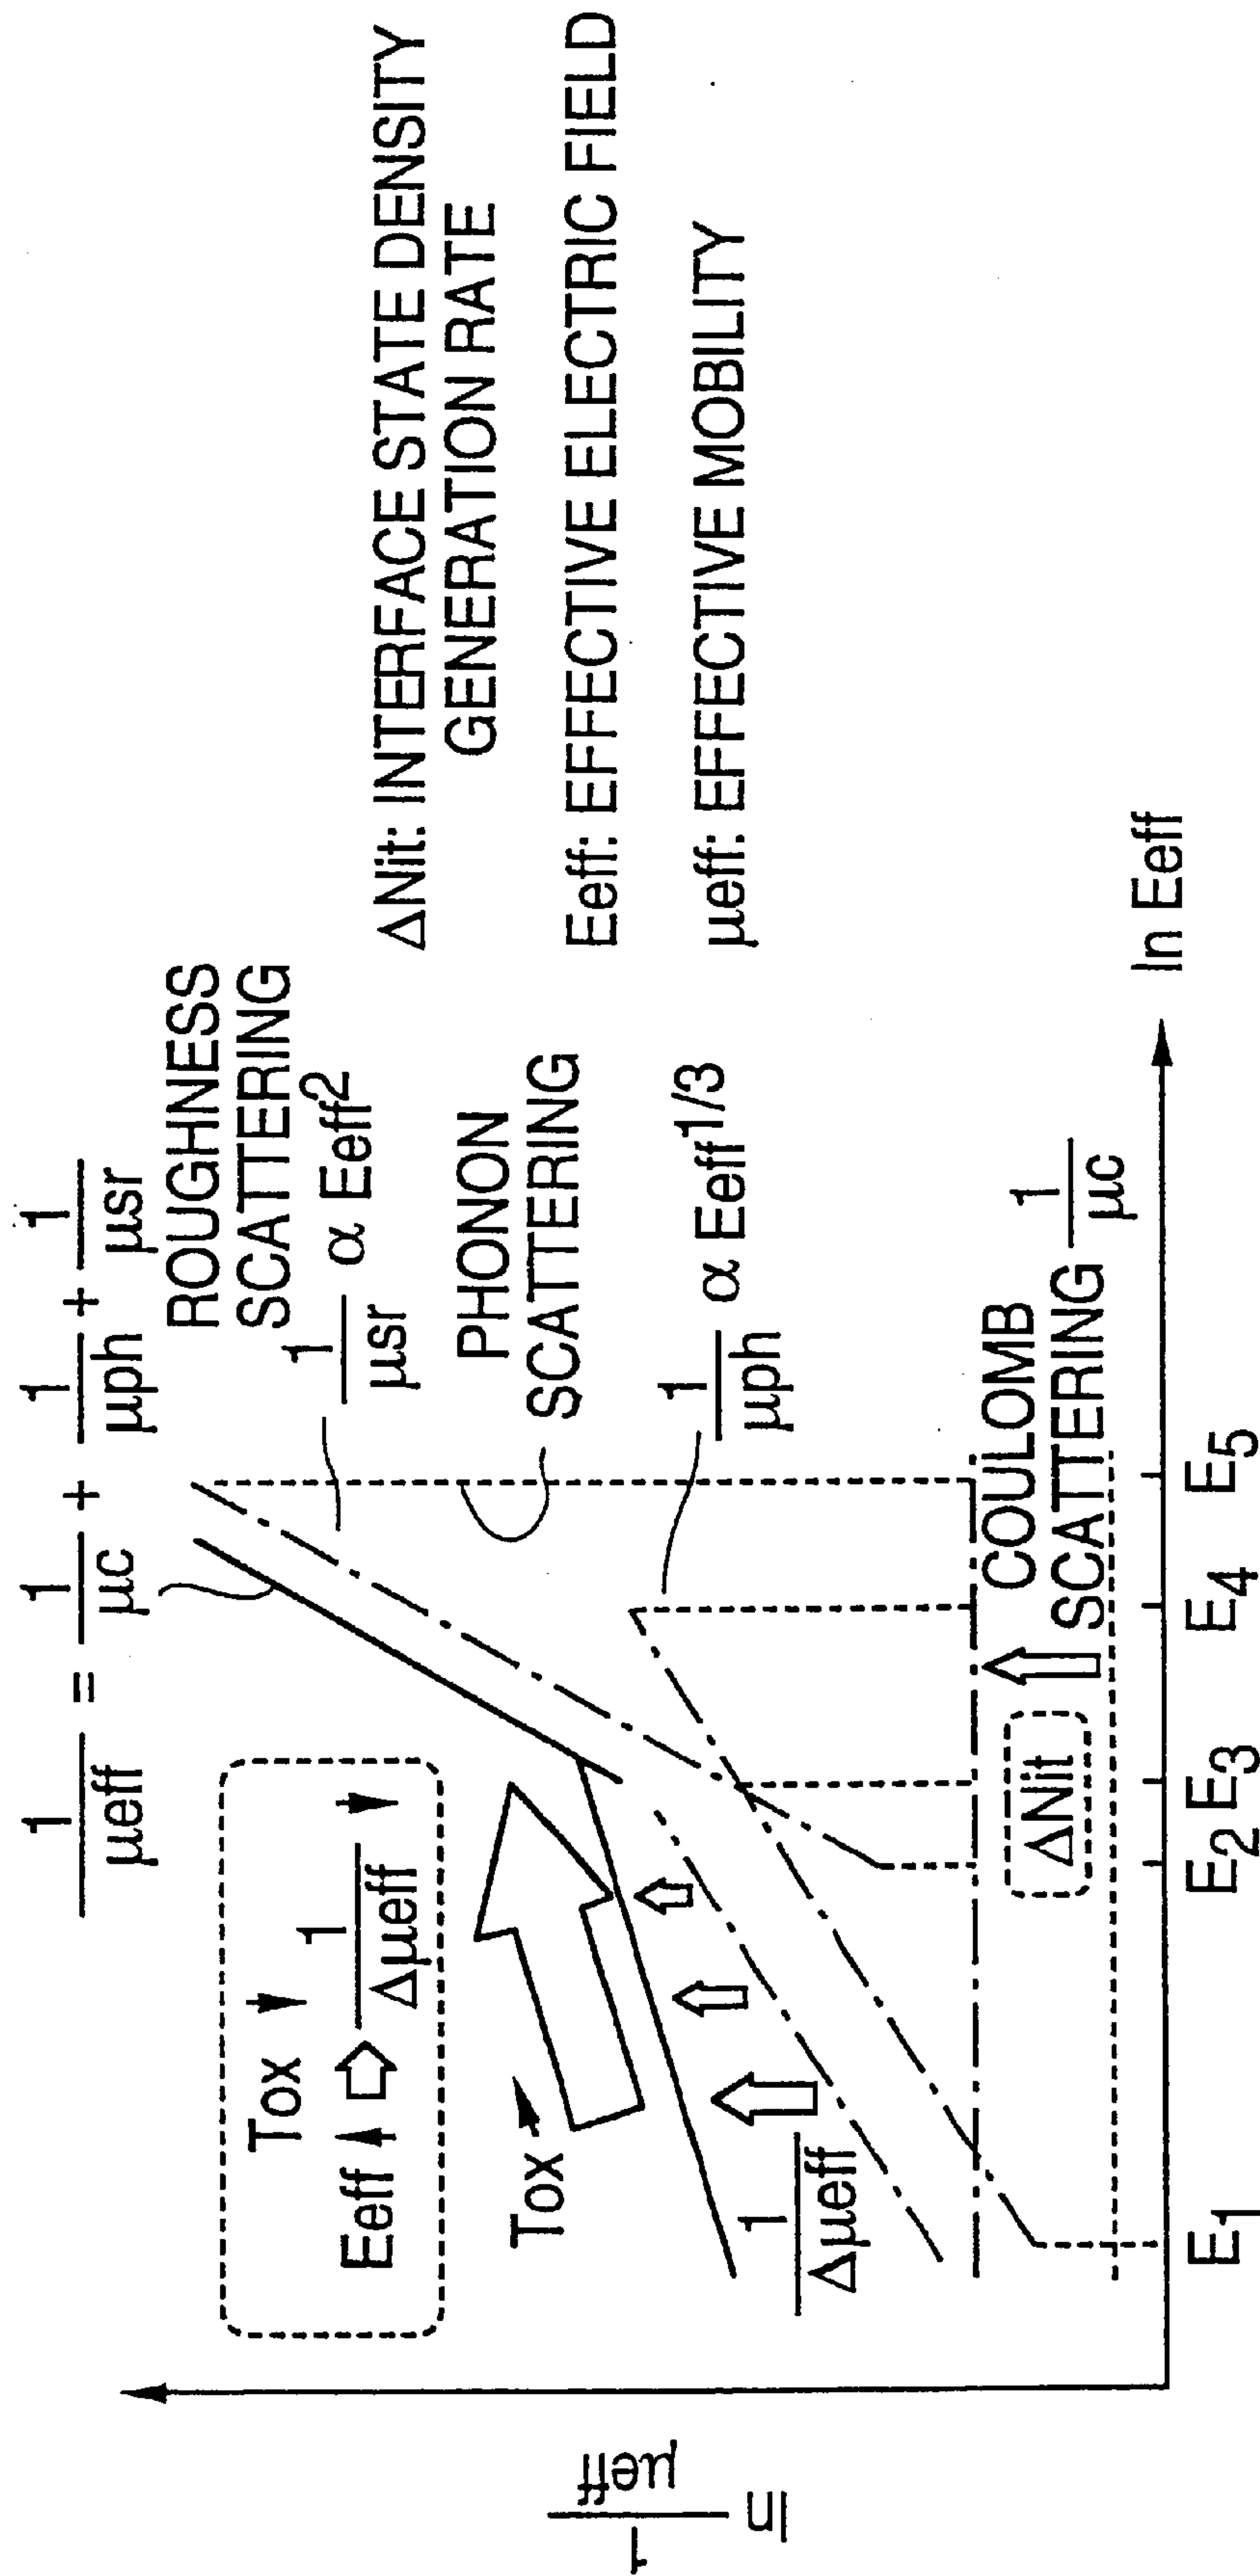 1/μeff = 1/μc + 1/μph + 1/μsr
ROUGHNESS
SCATTERING
1/μsr α Eeff²
PHONON
SCATTERING
1/μph α Eeff^1/3
COULOMB
SCATTERING 1/μc
ΔNit
Tox
Eeff 1/Δμeff
Tox
1/Δμeff
ln 1/μeff
E1 E2 E3 E4 E5
ln Eeff
ΔNit: INTERFACE STATE DENSITY
GENERATION RATE
Eeff: EFFECTIVE ELECTRIC FIELD
μeff: EFFECTIVE MOBILITY